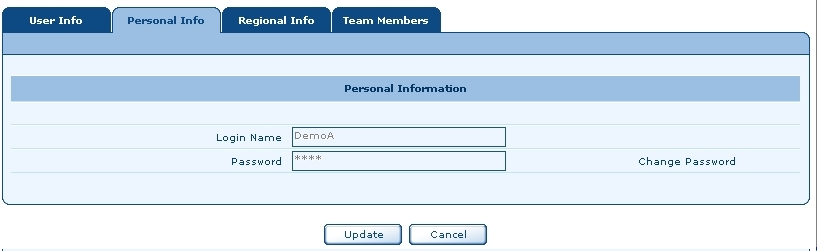 User Info Personal Info Regional Info Team Members
Personal Information
Login Name DemoA
Password **** Change Password
Update Cancel